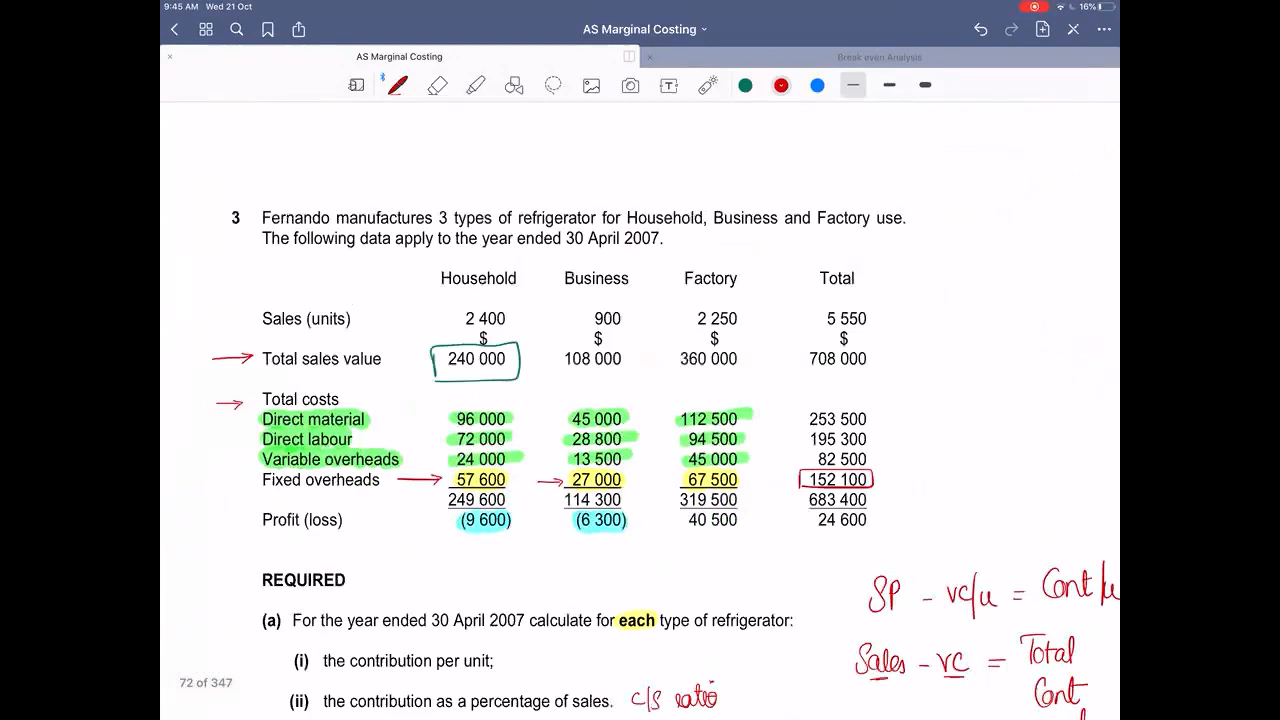 9:45 AM Wed 21 Oct
16%
AS Marginal Costing
AS Marginal Costing
Break even Analysis
3 Fernando manufactures 3 types of refrigerator for Household, Business and Factory use.
The following data apply to the year ended 30 April 2007.
Household Business Factory Total
Sales (units) 2 400 900 2 250 5 550
$ $ $ $
Total sales value 240 000 108 000 360 000 708 000
Total costs
Direct material 96 000 45 000 112 500 253 500
Direct labour 72 000 28 800 94 500 195 300
Variable overheads 24 000 13 500 45 000 82 500
Fixed overheads 57 600 27 000 67 500 152 100
249 600 114 300 319 500 683 400
Profit (loss) (9 600) (6 300) 40 500 24 600
REQUIRED
SP - vc/u = Cont/u
(a) For the year ended 30 April 2007 calculate for each type of refrigerator:
Sales - vc = Total
Cont
(i) the contribution per unit;
72 of 347
(ii) the contribution as a percentage of sales. c/s ratio